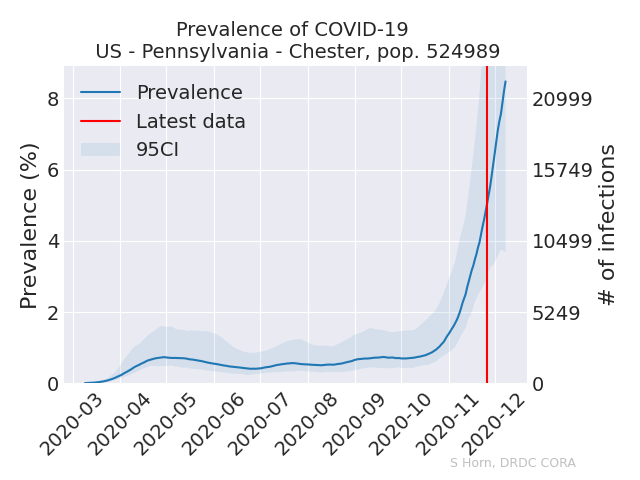 Prevalence of COVID-19
US - Pennsylvania - Chester, pop. 524989
Prevalence
Latest data
95CI
Prevalence (%)
8
6
4
2
0
20999
15749
10499
5249
0
# of infections
2020-03
2020-04
2020-05
2020-06
2020-07
2020-08
2020-09
2020-10
2020-11
2020-12
S Horn, DRDC CORA